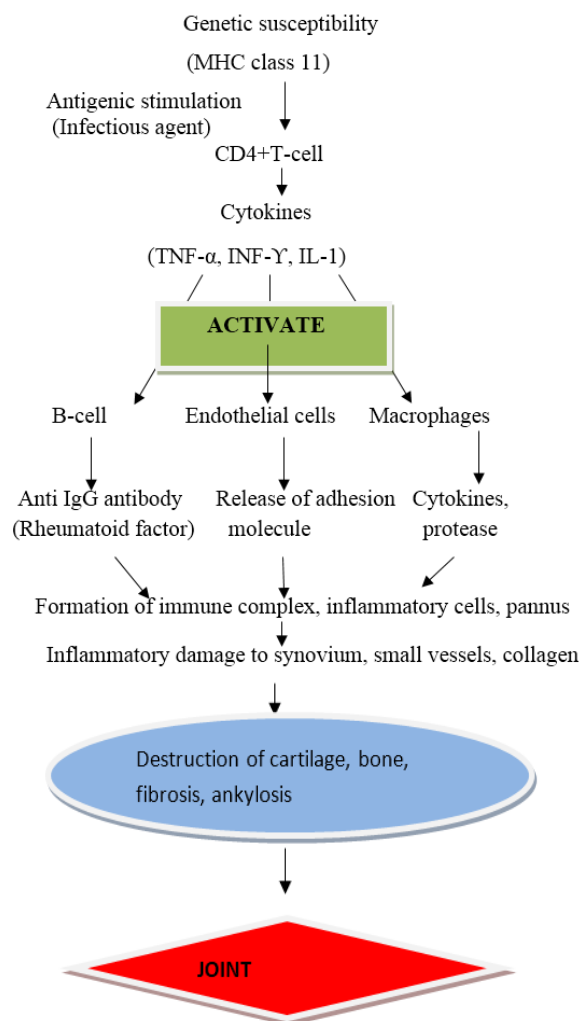 Genetic susceptibility
(MHC class 11)
Antigenic stimulation
(Infectious agent)
CD4+T-cell
Cytokines
(TNF-α, INF-ϒ, IL-1)
ACTIVATE
B-cell
Endothelial cells
Macrophages
Anti IgG antibody
(Rheumatoid factor)
Release of adhesion
molecule
Cytokines,
protease
Formation of immune complex, inflammatory cells, pannus
Inflammatory damage to synovium, small vessels, collagen
Destruction of cartilage, bone,
fibrosis, ankylosis
JOINT